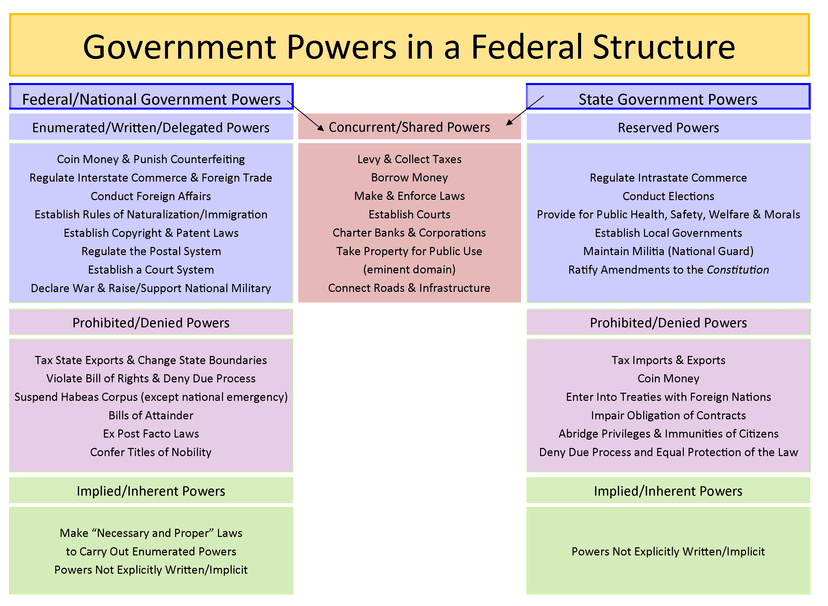 Government Powers in a Federal Structure
Federal/National Government Powers
State Government Powers
Enumerated/Written/Delegated Powers
Concurrent/Shared Powers
Reserved Powers
Coin Money & Punish Counterfeiting
Regulate Interstate Commerce & Foreign Trade
Conduct Foreign Affairs
Establish Rules of Naturalization/Immigration
Establish Copyright & Patent Laws
Regulate the Postal System
Establish a Court System
Declare War & Raise/Support National Military
Levy & Collect Taxes
Borrow Money
Make & Enforce Laws
Establish Courts
Charter Banks & Corporations
Take Property for Public Use
(eminent domain)
Connect Roads & Infrastructure
Regulate Intrastate Commerce
Conduct Elections
Provide for Public Health, Safety, Welfare & Morals
Establish Local Governments
Maintain Militia (National Guard)
Ratify Amendments to the Constitution
Prohibited/Denied Powers
Prohibited/Denied Powers
Tax State Exports & Change State Boundaries
Violate Bill of Rights & Deny Due Process
Suspend Habeas Corpus (except national emergency)
Bills of Attainder
Ex Post Facto Laws
Confer Titles of Nobility
Tax Imports & Exports
Coin Money
Enter Into Treaties with Foreign Nations
Impair Obligation of Contracts
Abridge Privileges & Immunities of Citizens
Deny Due Process and Equal Protection of the Law
Implied/Inherent Powers
Implied/Inherent Powers
Make “Necessary and Proper” Laws
to Carry Out Enumerated Powers
Powers Not Explicitly Written/Implicit
Powers Not Explicitly Written/Implicit